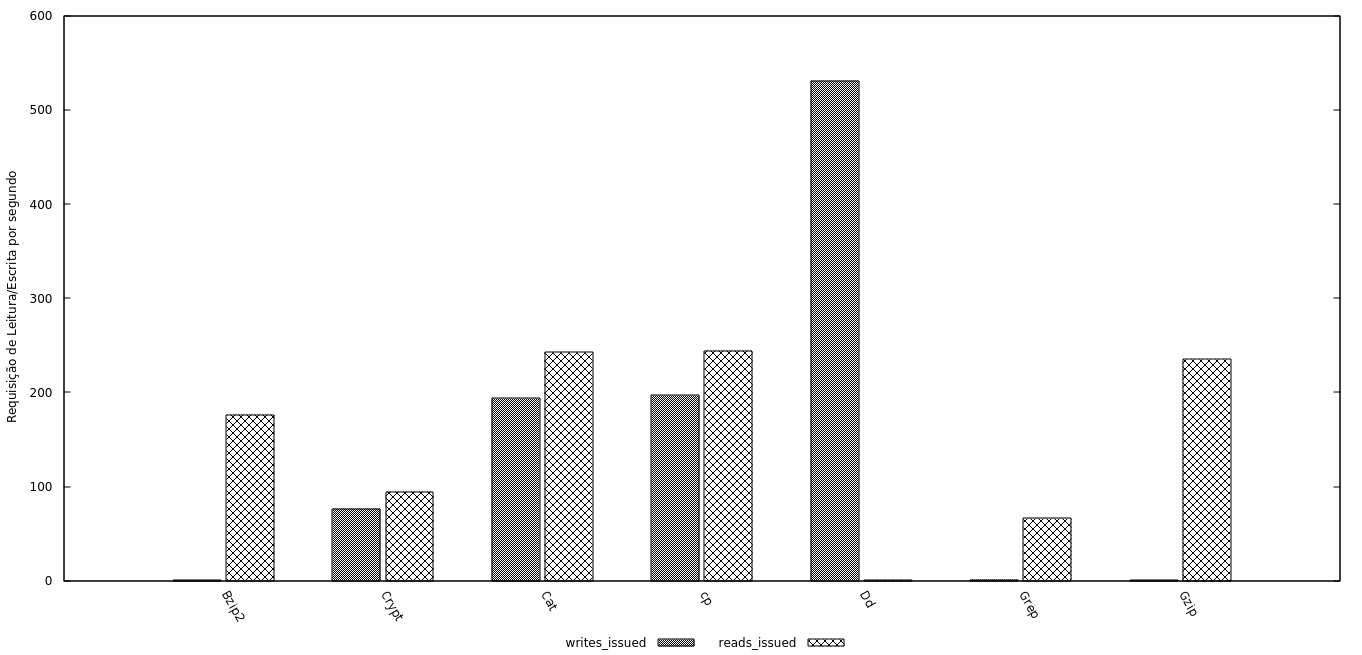 600
500
400
300
200
100
0
Requisição de Leitura/Escrita por segundo
Bzip2
Crypt
Cat
cp
Dd
Grep
Gzip
writes_issued
reads_issued